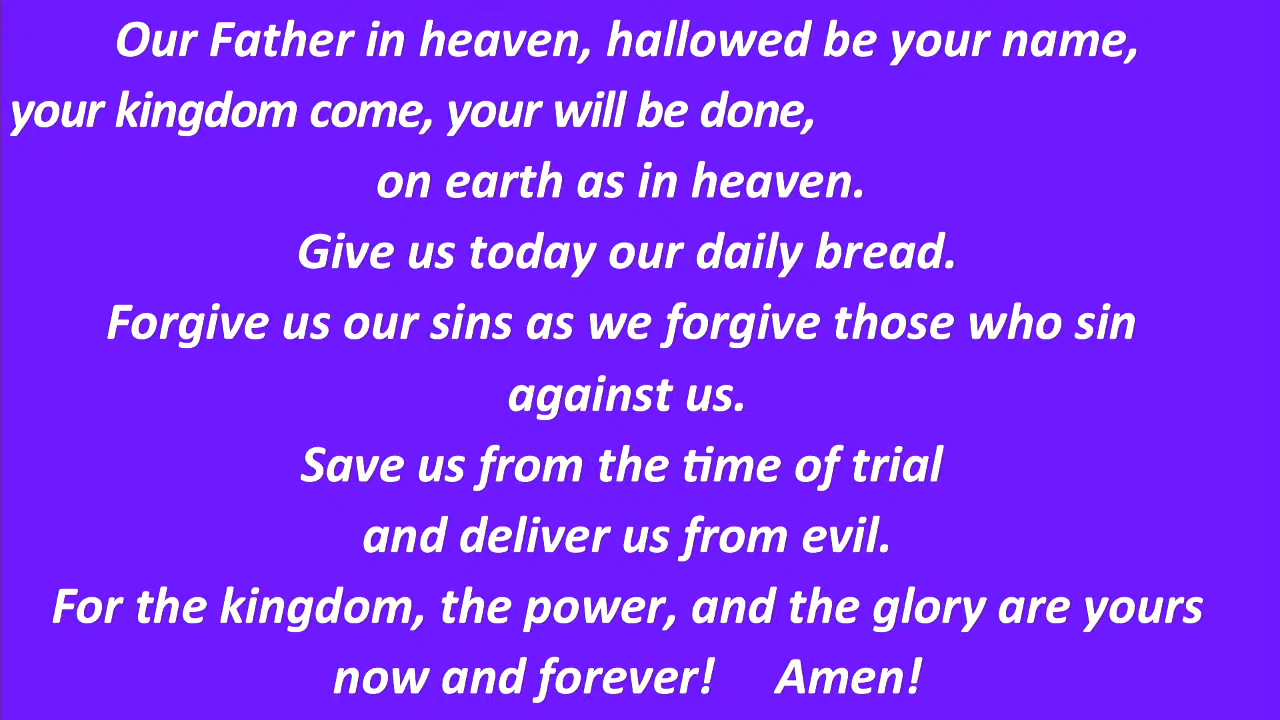 Our Father in heaven, hallowed be your name,
your kingdom come, your will be done,
on earth as in heaven.
Give us today our daily bread.
Forgive us our sins as we forgive those who sin
against us.
Save us from the time of trial
and deliver us from evil.
For the kingdom, the power, and the glory are yours
now and forever! Amen!